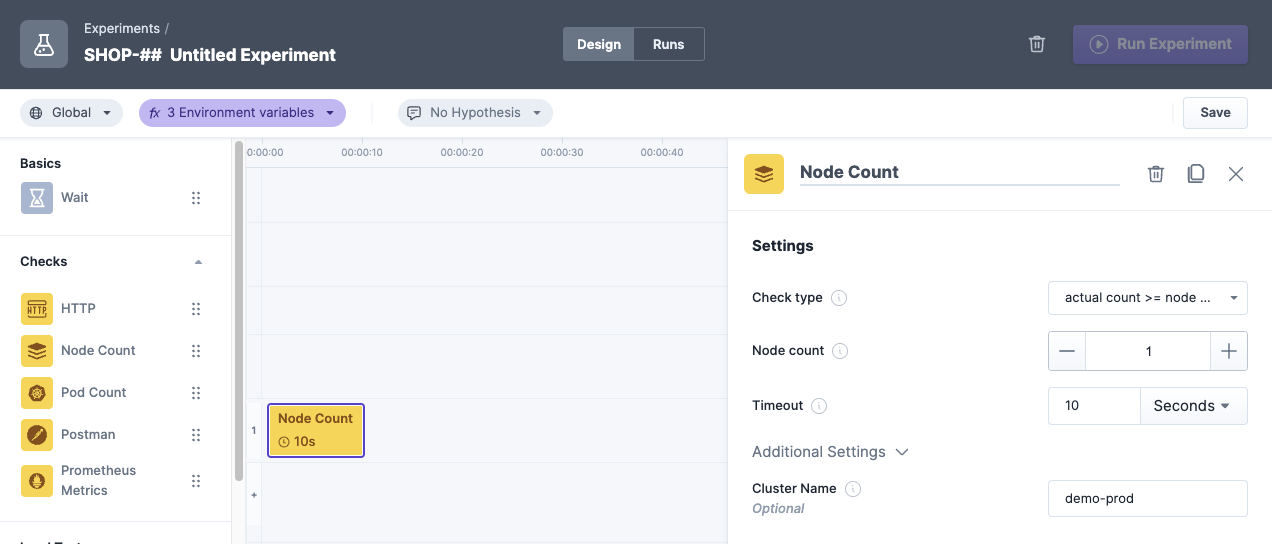 Experiments /
SHOP-## Untitled Experiment
Design
Runs
Run Experiment
Global
fx 3 Environment variables
No Hypothesis
Save
Basics
Wait
Checks
HTTP
HTTP
Node Count
Pod Count
Postman
Prometheus
Metrics
0:00:00
00:00:10
00:00:20
00:00:30
00:00:40
1
Node Count
10s
+
Node Count
Settings
Check type
actual count >= node ...
Node count
1
Timeout
10
Seconds
Additional Settings
Cluster Name
Optional
demo-prod